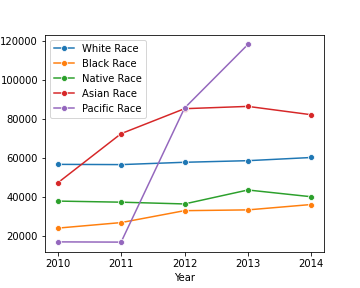 120000
100000
80000
60000
40000
20000
White Race
Black Race
Native Race
Asian Race
Pacific Race
2010 2011 2012 2013 2014
Year